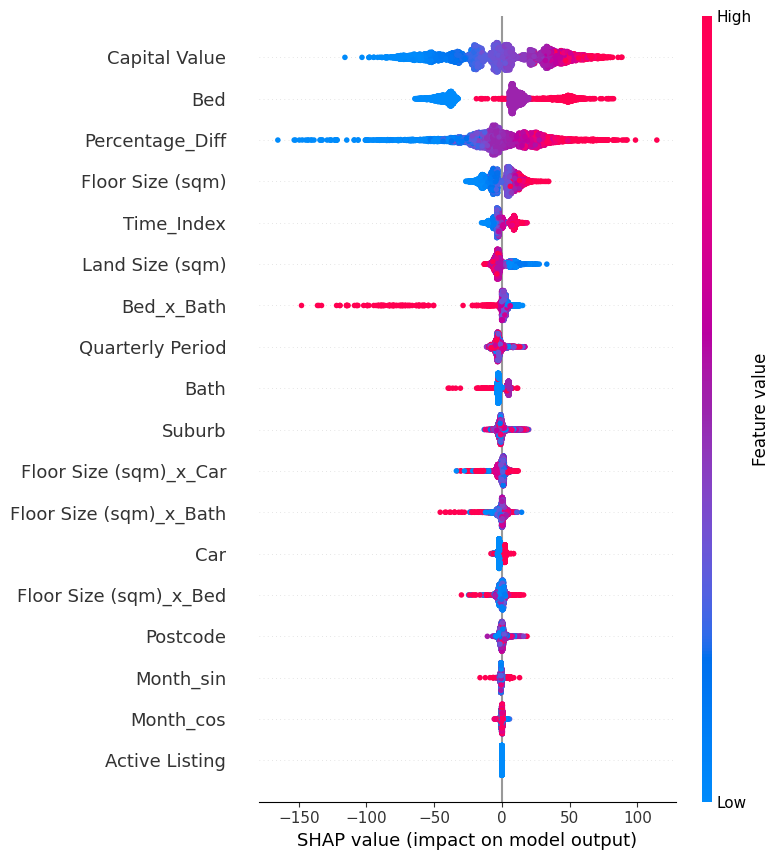 High
Capital Value
Bed
Percentage_Diff
Floor Size (sqm)
Time_Index
Land Size (sqm)
Bed_x_Bath
Quarterly Period
Bath
Suburb
Floor Size (sqm)_x_Car
Floor Size (sqm)_x_Bath
Car
Floor Size (sqm)_x_Bed
Postcode
Month_sin
Month_cos
Active Listing
Feature value
Low
−150 −100 −50 0 50 100
SHAP value (impact on model output)